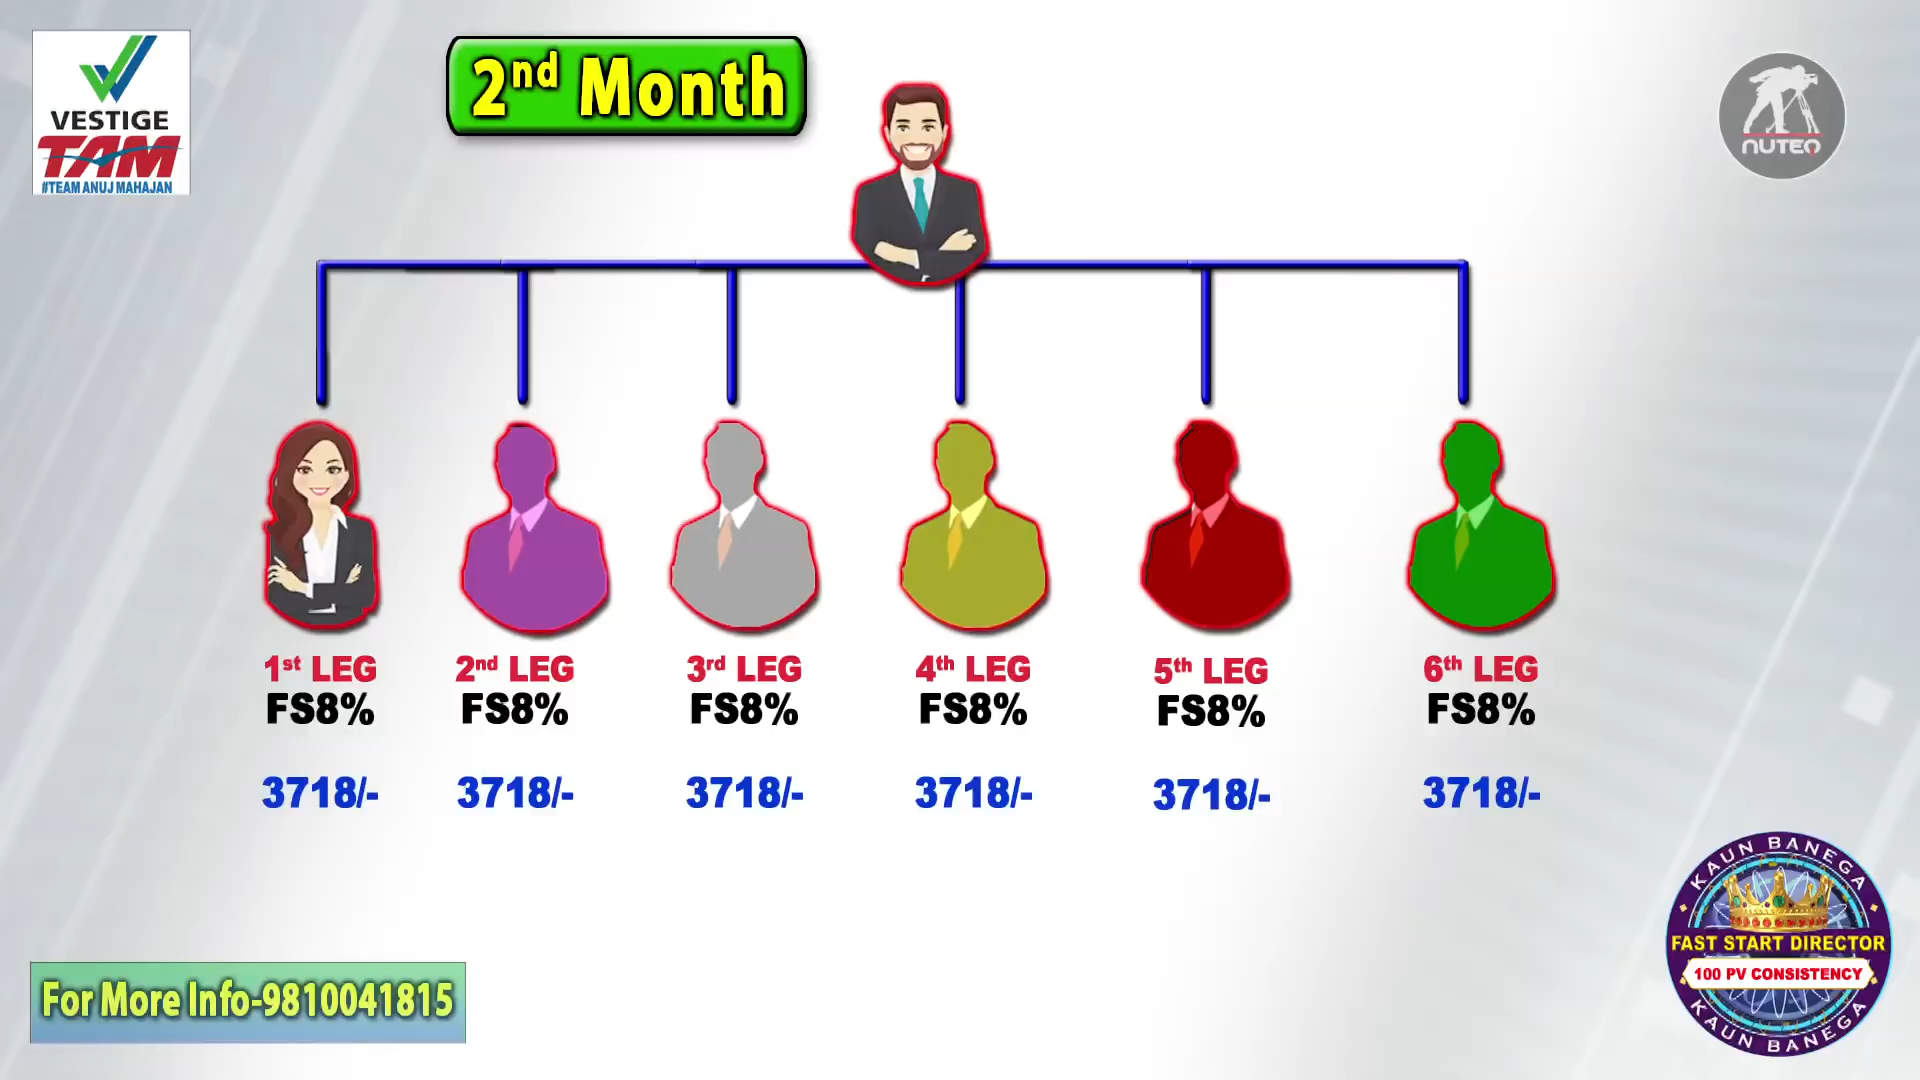 VESTIGE
TAM
#TEAM ANUJ MAHAJAN
2nd Month
NUTEQ
1st LEG
FS8%
3718/-
2nd LEG
FS8%
3718/-
3rd LEG
FS8%
3718/-
4th LEG
FS8%
3718/-
5th LEG
FS8%
3718/-
6th LEG
FS8%
3718/-
For More Info-9810041815
KAUN BANEGA
FAST START DIRECTOR
100 PV CONSISTENCY
KAUN BANEGA